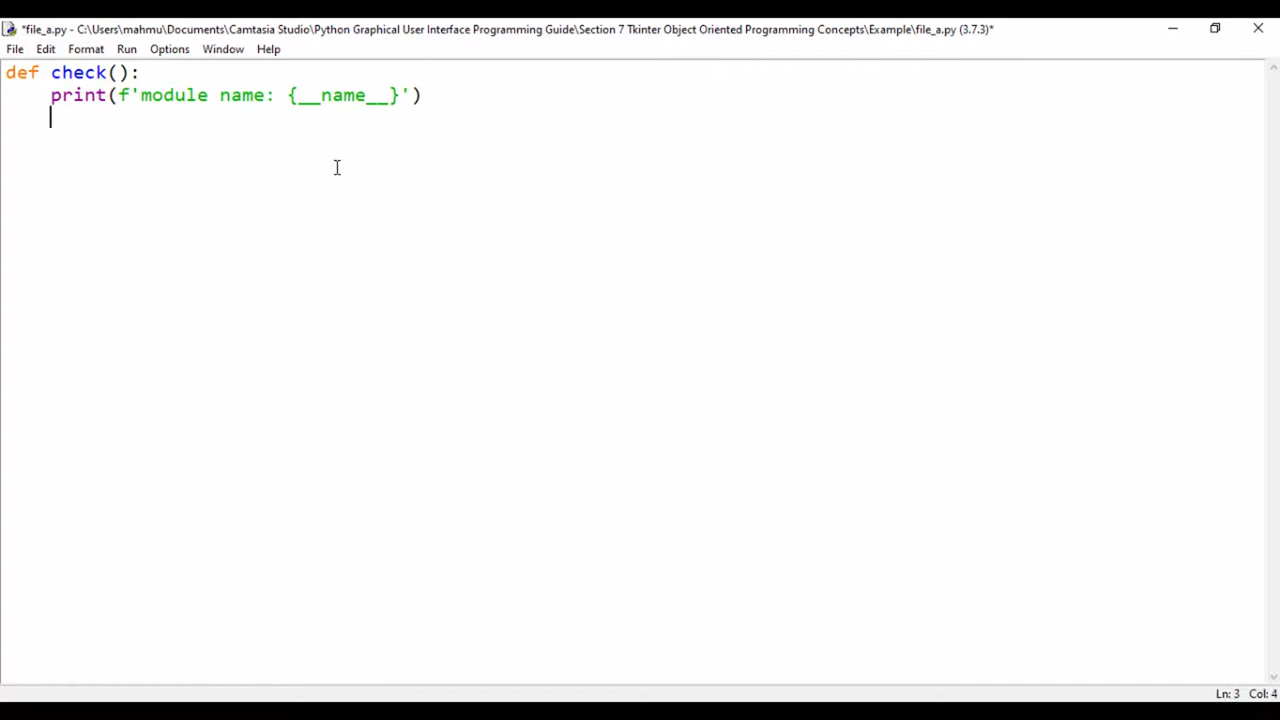 *file_a.py - C:\Users\mahmu\Documents\Camtasia Studio\Python Graphical User Interface Programming Guide\Section 7 Tkinter Object Oriented Programming Concepts\Example\file_a.py (3.7.3)*
File Edit Format Run Options Window Help
def check():
    print(f'module name: {__name__}')
Ln: 3 Col: 4